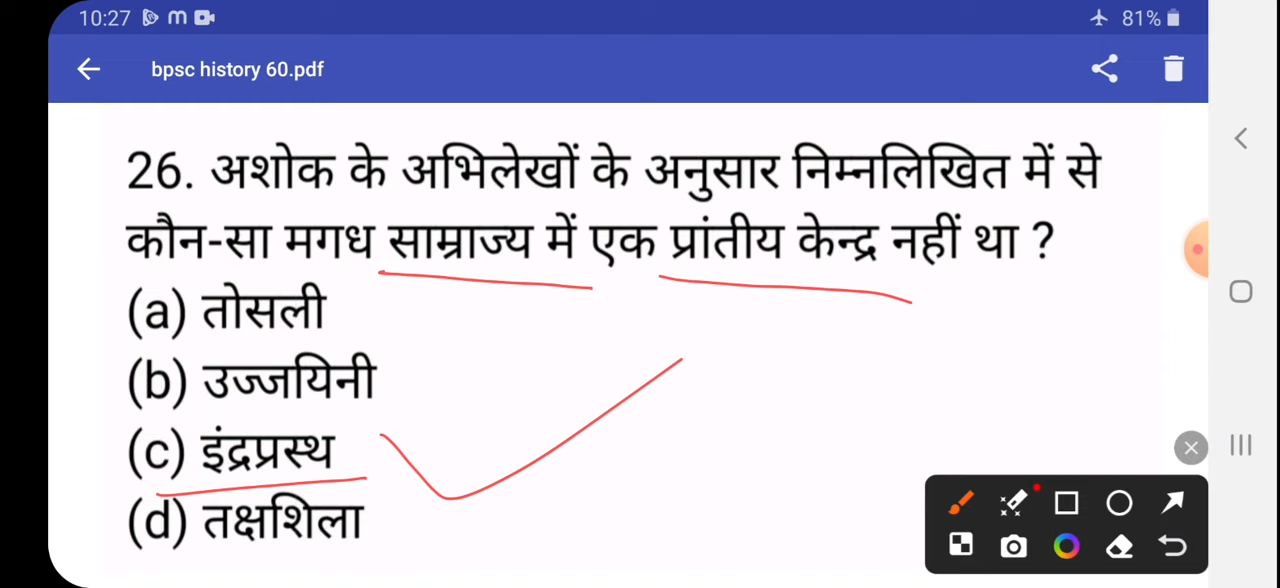 10:27 81%
bpsc history 60.pdf
26. अशोक के अभिलेखों के अनुसार निम्नलिखित में से
कौन-सा मगध साम्राज्य में एक प्रांतीय केन्द्र नहीं था ?
(a) तोसली
(b) उज्जयिनी
(c) इंद्रप्रस्थ
(d) तक्षशिला